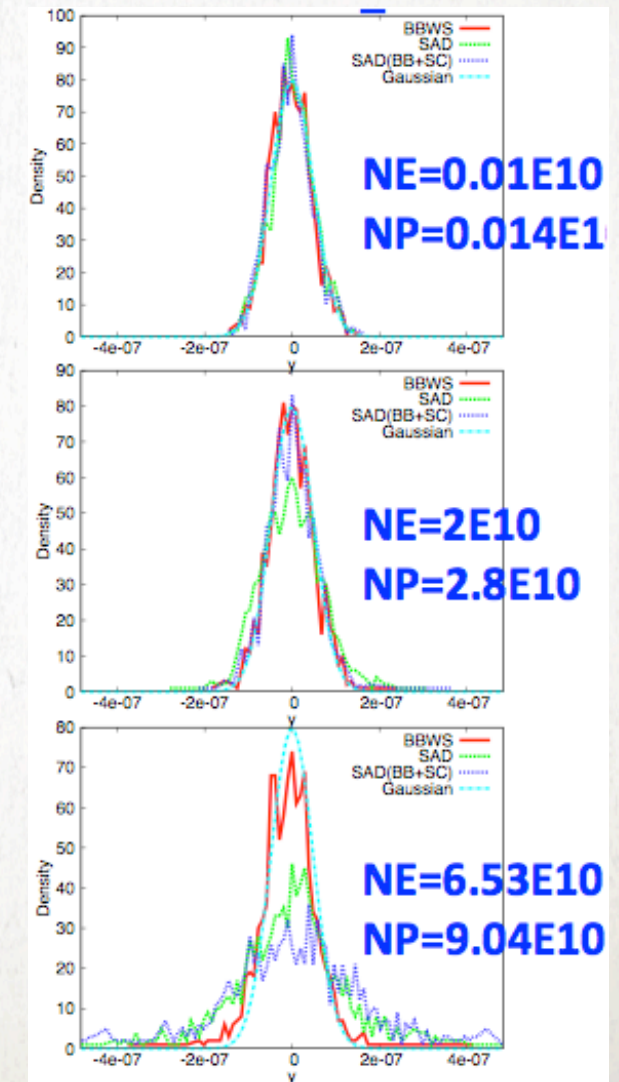 100
90
80
70
60
50
40
30
20
10
0
Density
BBWS
SAD
SAD(BB+SC)
Gaussian
NE=0.01E10
NP=0.014E1
-4e-07 -2e-07 0 2e-07 4e-07
y
90
80
70
60
50
40
30
20
10
0
Density
BBWS
SAD
SAD(BB+SC)
Gaussian
NE=2E10
NP=2.8E10
-4e-07 -2e-07 0 2e-07 4e-07
y
80
70
60
50
40
30
20
10
0
Density
BBWS
SAD
SAD(BB+SC)
Gaussian
NE=6.53E10
NP=9.04E10
-4e-07 -2e-07 0 2e-07 4e-07
y